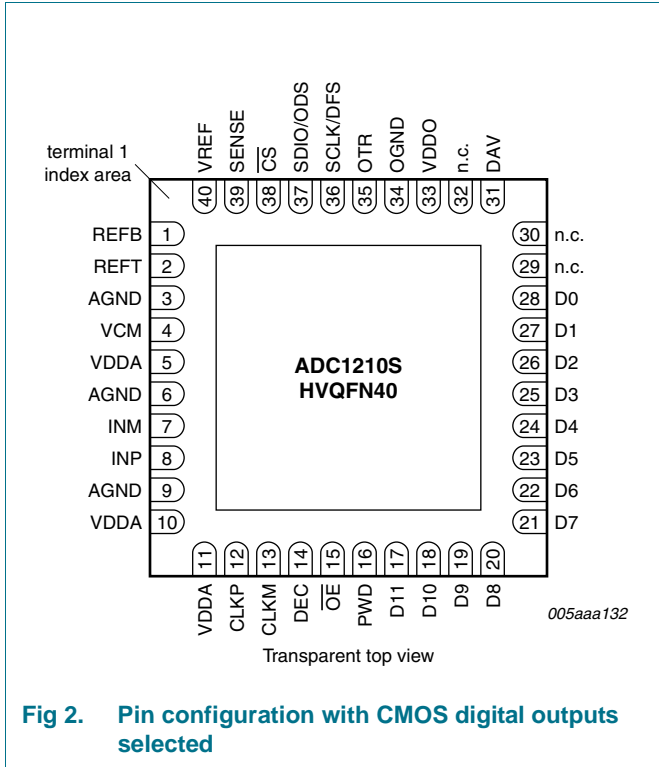 terminal 1
index area
VREF
SENSE
CS
SDIO/ODS
SCLK/DFS
OTR
OGND
VDDO
n.c.
DAV
40 39 38 37 36 35 34 33 32 31
REFB 1
REFT 2
AGND 3
VCM 4
VDDA 5
AGND 6
INM 7
INP 8
AGND 9
VDDA 10
ADC1210S
HVQFN40
30 n.c.
29 n.c.
28 D0
27 D1
26 D2
25 D3
24 D4
23 D5
22 D6
21 D7
11 12 13 14 15 16 17 18 19 20
VDDA
CLKP
CLKM
DEC
OE
PWD
D11
D10
D9
D8
005aaa132
Transparent top view
Fig 2. Pin configuration with CMOS digital outputs
selected